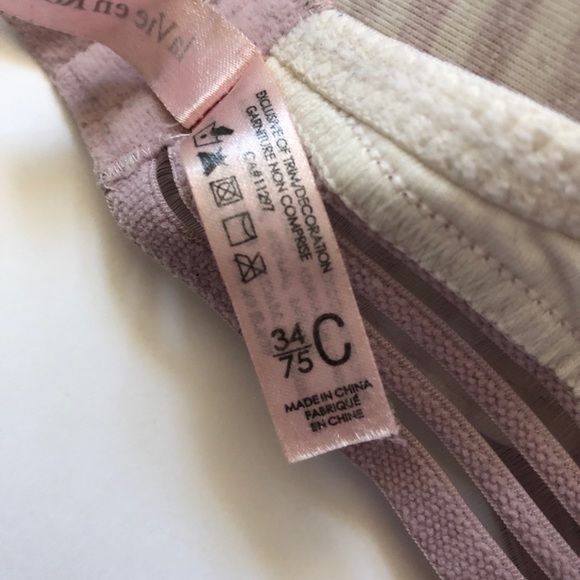 la Vie en R
EXCLUSIVE OF TRIM/DECORATION
GARNITURE NON COMPRISE
CA#11297
34/75 C
MADE IN CHINA
FABRIQUÉ
EN CHINE